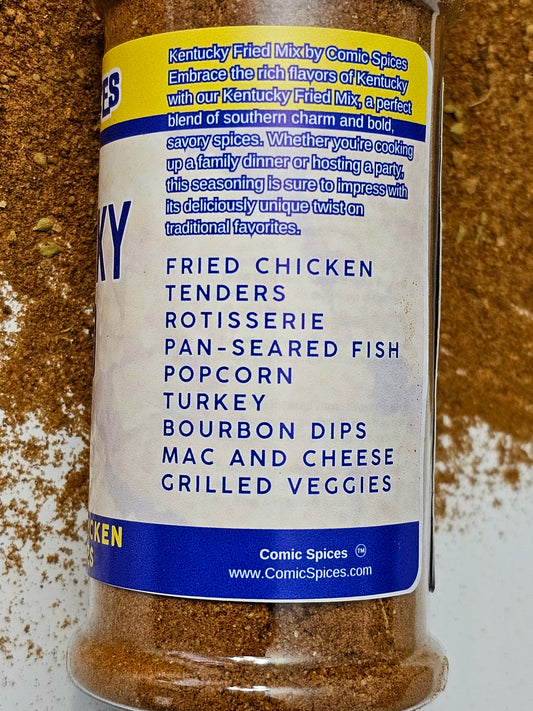 ES
Kentucky Fried Mix by Comic Spices
Embrace the rich flavors of Kentucky
with our Kentucky Fried Mix, a perfect
blend of southern charm and bold,
savory spices. Whether you're cooking
up a family dinner or hosting a party,
this seasoning is sure to impress with
its deliciously unique twist on
traditional favorites.
KY
FRIED CHICKEN
TENDERS
ROTISSERIE
PAN-SEARED FISH
POPCORN
TURKEY
BOURBON DIPS
MAC AND CHEESE
GRILLED VEGGIES
CKEN
S
Comic Spices ™
www.ComicSpices.com